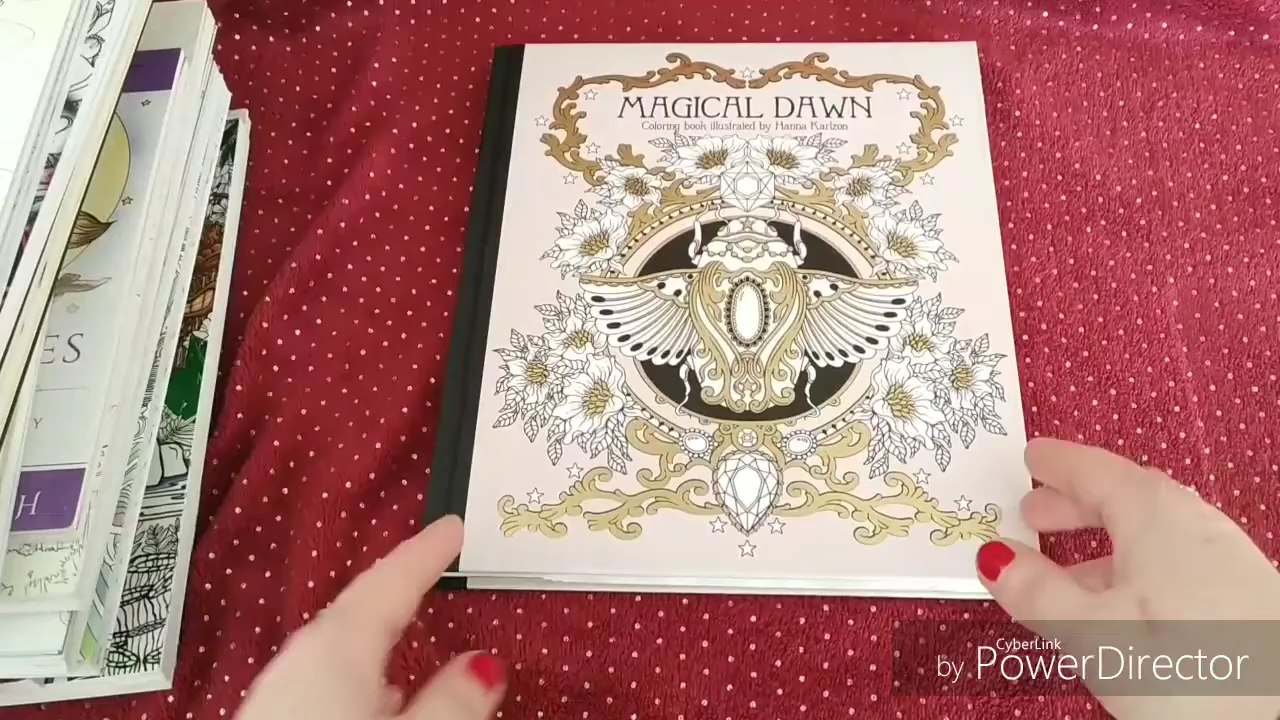 MAGICAL DAWN
Coloring book illustrated by Hanna Karlzon
ES
Y
H
CyberLink
by PowerDirector